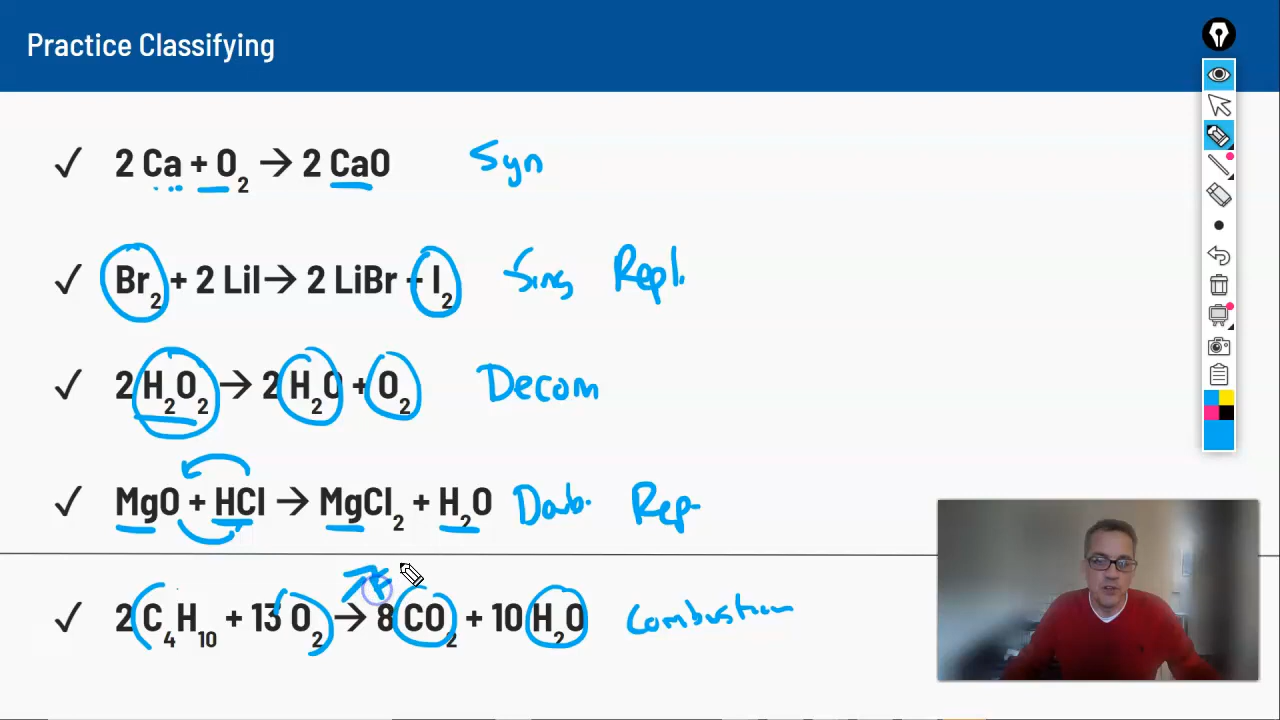 Practice Classifying
✓ 2 Ca + O₂ → 2 CaO Syn
✓ Br₂ + 2 LiI → 2 LiBr + I₂ Sing Repl.
✓ 2 H₂O₂ → 2 H₂O + O₂ Decom
✓ MgO + HCl → MgCl₂ + H₂O Doub. Rep
✓ 2 C₄H₁₀ + 13 O₂ → 8 CO₂ + 10 H₂O Combustion